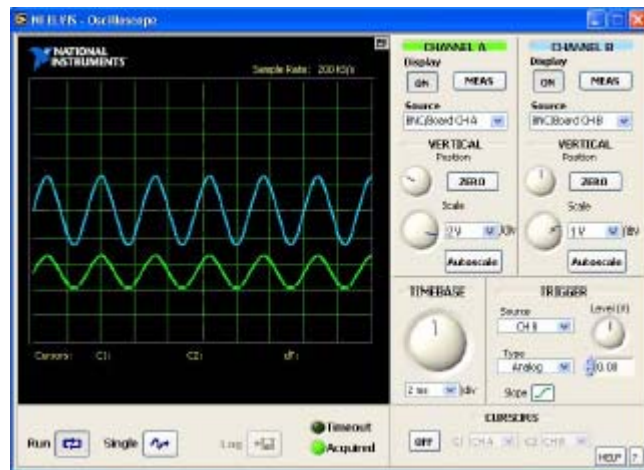 NI ELVIS - Oscilloscope
NATIONAL
INSTRUMENTS
Sample Rate: 200 KS/s
Cursors: C1: C2: dT:
Run Single Log Timeout
Acquired
CHANNEL A
Display
ON MEAS
Source
BNC/Board CH A
VERTICAL
Position
ZERO
Scale
2 V /div
Autoscale
CHANNEL B
Display
ON MEAS
Source
BNC/Board CH B
VERTICAL
Position
ZERO
Scale
1 V /div
Autoscale
TIMEBASE
2 ms /div
TRIGGER
Source Level (V)
CH B
Type
Analog 0.00
Slope
CURSORS
OFF C1 CH A C2 CH B
HELP ?